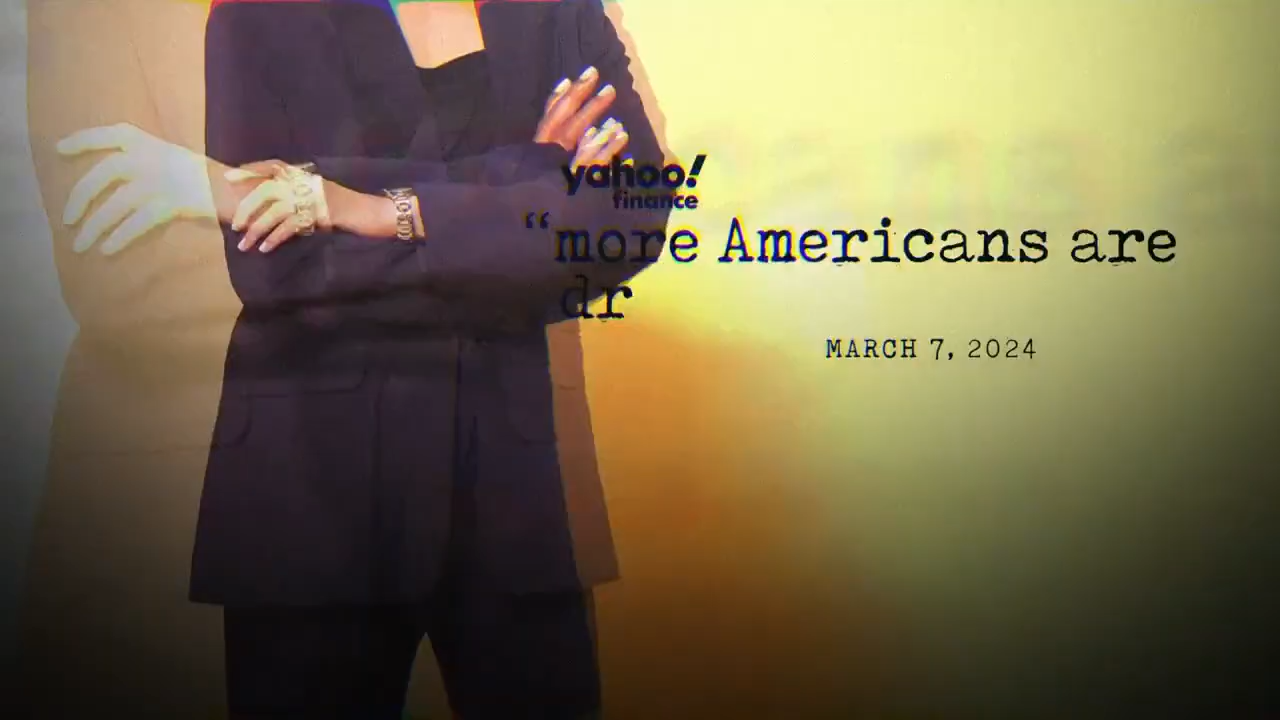 yahoo!
finance
“more Americans are
dr
MARCH 7, 2024